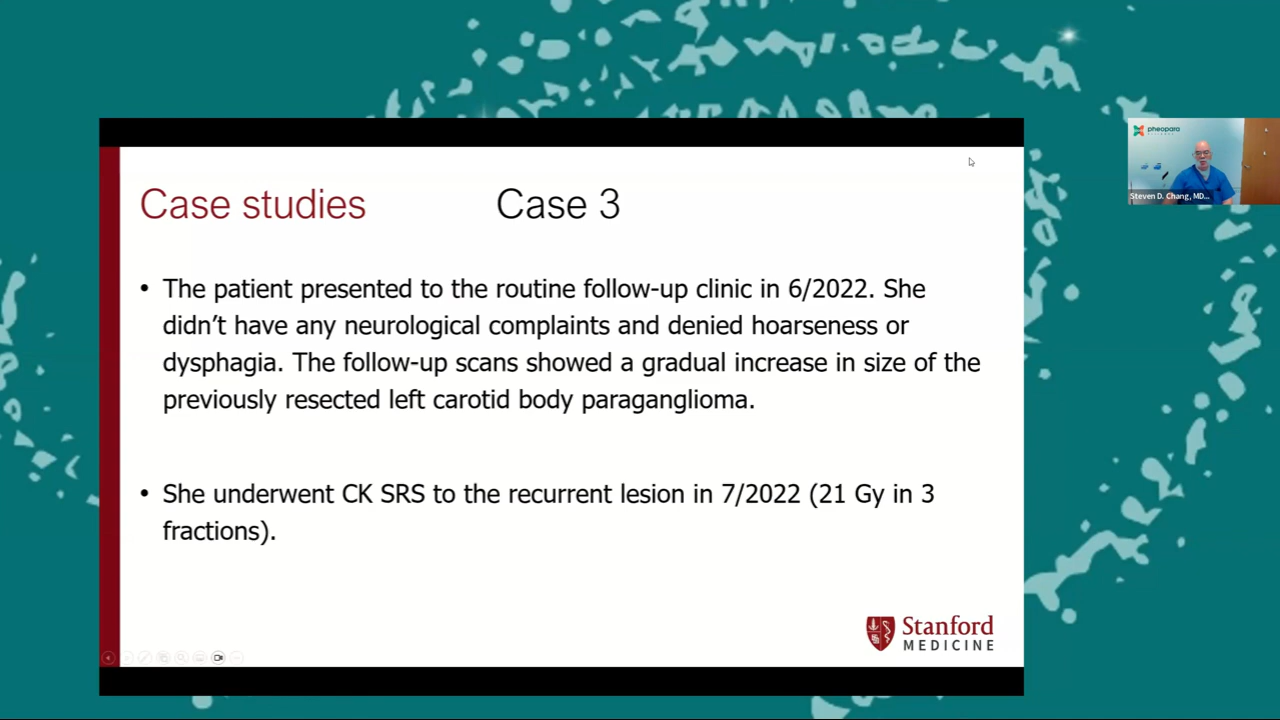 Case studies
Case 3
• The patient presented to the routine follow-up clinic in 6/2022. She
didn’t have any neurological complaints and denied hoarseness or
dysphagia. The follow-up scans showed a gradual increase in size of the
previously resected left carotid body paraganglioma.
• She underwent CK SRS to the recurrent lesion in 7/2022 (21 Gy in 3
fractions).
Stanford
MEDICINE
pheopara
Steven D. Chang, MD...